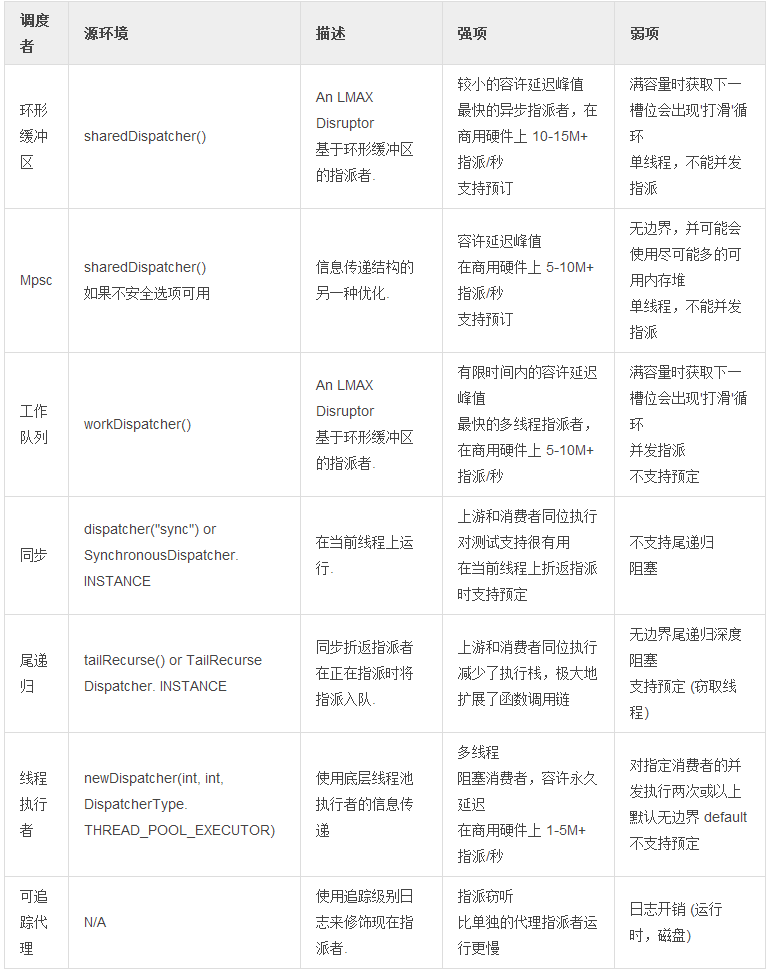 调度
者
源环境
描述
强项
弱项
环形
缓冲
区
sharedDispatcher()
An LMAX
Disruptor
基于环形缓冲区
的指派者.
较小的容许延迟峰值
最快的异步指派者，在
商用硬件上 10-15M+
指派/秒
支持预订
满容量时获取下一
槽位会出现'打滑'循
环
单线程，不能并发
指派
Mpsc
sharedDispatcher()
如果不安全选项可用
信息传递结构的
另一种优化.
容许延迟峰值
在商用硬件上 5-10M+
指派/秒
支持预订
无边界，并可能会
使用尽可能多的可
用内存堆
单线程，不能并发
指派
工作
队列
workDispatcher()
An LMAX
Disruptor
基于环形缓冲区
的指派者.
有限时间内的容许延迟
峰值
最快的多线程指派者，
在商用硬件上 5-10M+
指派/秒
满容量时获取下一
槽位会出现'打滑'循
环
并发指派
不支持预定
同步
dispatcher("sync") or
SynchronousDispatcher.
INSTANCE
在当前线程上运
行.
上游和消费者同位执行
对测试支持很有用
在当前线程上折返指派
时支持预定
不支持尾递归
阻塞
尾递
归
tailRecurse() or TailRecurse
Dispatcher. INSTANCE
同步折返指派者
在正在指派时将
指派入队.
上游和消费者同位执行
减少了执行栈，极大地
扩展了函数调用链
无边界尾递归深度
阻塞
支持预定 (窃取线
程)
线程
执行
者
newDispatcher(int, int,
DispatcherType.
THREAD_POOL_EXECUTOR)
使用底层线程池
执行者的信息传
递
多线程
阻塞消费者，容许永久
延迟
在商用硬件上 1-5M+
指派/秒
对指定消费者的并
发执行两次或以上
默认无边界 default
不支持预定
可追
踪代
理
N/A
使用追踪级别日
志来修饰现在指
派者.
指派窃听
比单独的代理指派者运
行更慢
日志开销 (运行
时，磁盘)